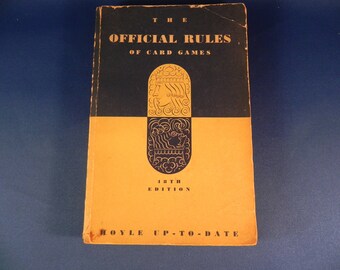 THE
OFFICIAL RULES
OF CARD GAMES
48TH
EDITION
HOYLE UP-TO-DATE